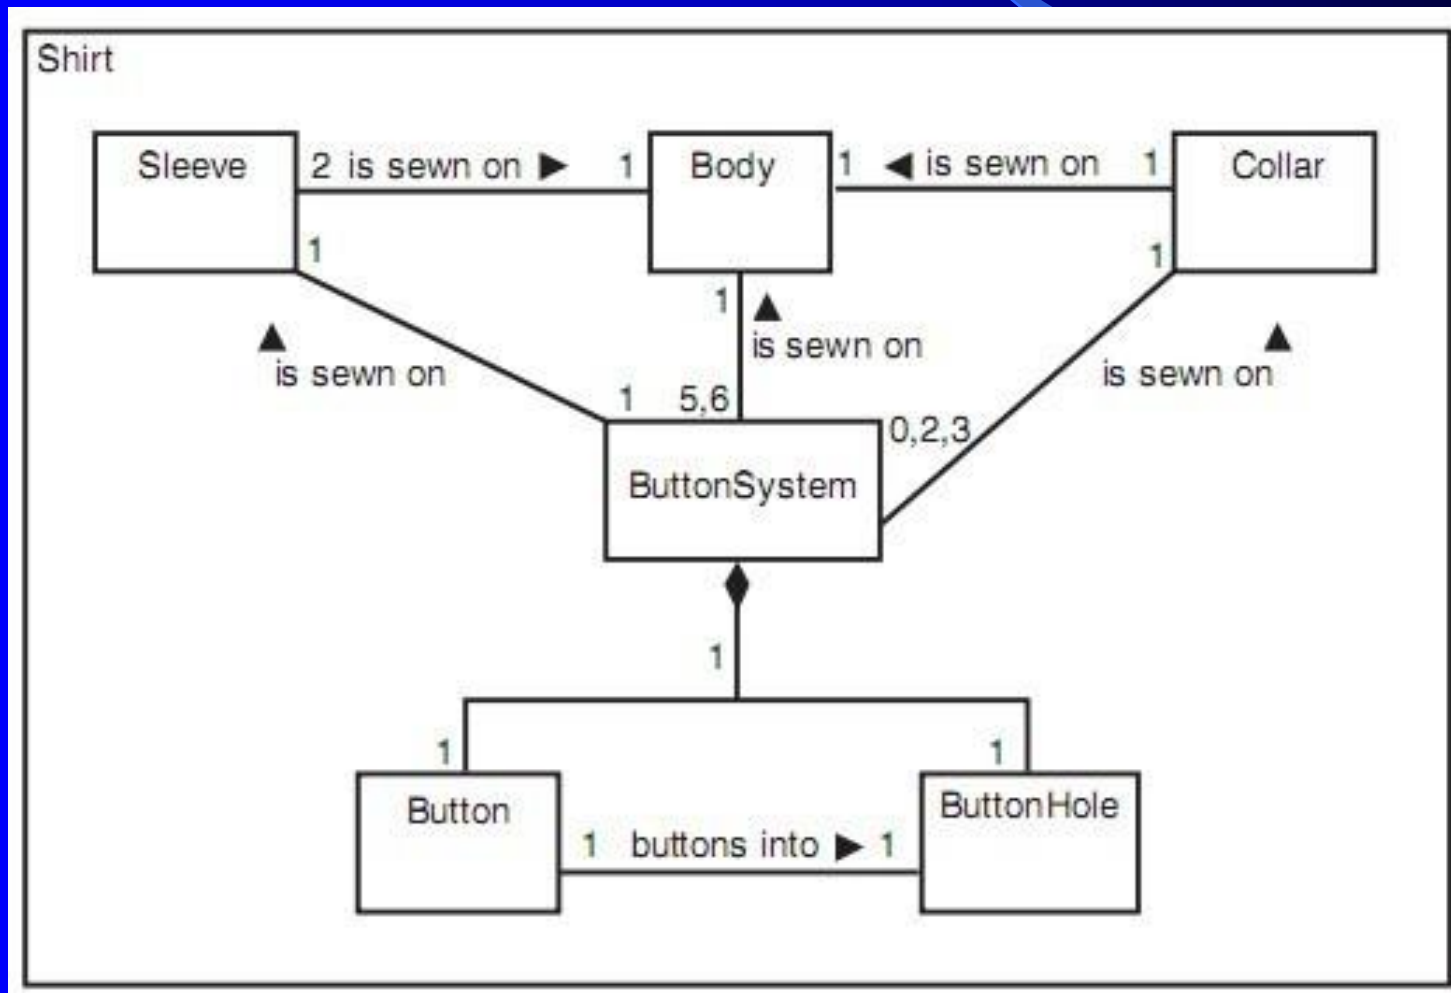 Shirt
Sleeve
2 is sewn on ▶ 1
Body
1 ◀ is sewn on 1
Collar
1
1
1
▲
is sewn on
▲
is sewn on
▲
is sewn on
1
5,6
0,2,3
ButtonSystem
1
1
1
Button
ButtonHole
1 buttons into ▶ 1